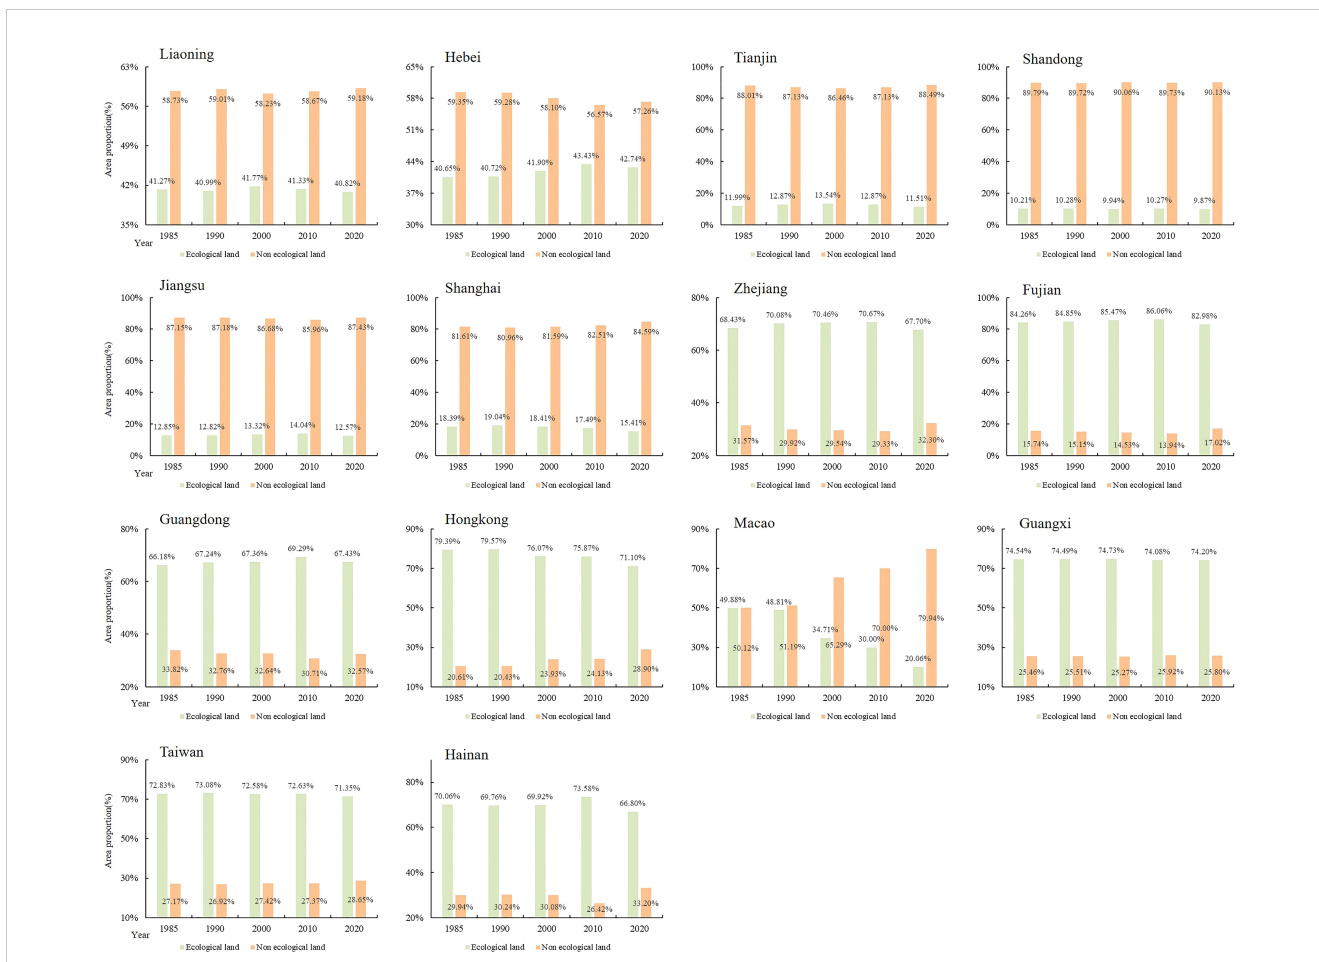 Liaoning
Area proportion(%)
63%
56%
49%
42%
35%
58.73% 59.01% 58.23% 58.67% 59.18%
41.27% 40.99% 41.77% 41.33% 40.82%
Year 1985 1990 2000 2010 2020
Ecological land Non ecological land
Hebei
65%
58%
51%
44%
37%
30%
59.35% 59.28% 58.10% 56.57% 57.26%
40.65% 40.72% 41.90% 43.43% 42.74%
1985 1990 2000 2010 2020
Ecological land Non ecological land
Tianjin
100%
80%
60%
40%
20%
0%
88.01% 87.13% 86.46% 87.13% 88.49%
11.99% 12.87% 13.54% 12.87% 11.51%
1985 1990 2000 2010 2020
Ecological land Non ecological land
Shandong
100%
80%
60%
40%
20%
0%
89.79% 89.72% 90.06% 89.73% 90.13%
10.21% 10.28% 9.94% 10.27% 9.87%
1985 1990 2000 2010 2020
Ecological land Non ecological land
Jiangsu
Area proportion(%)
100%
80%
60%
40%
20%
0%
87.15% 87.18% 86.68% 85.96% 87.43%
12.85% 12.82% 13.32% 14.04% 12.57%
Year 1985 1990 2000 2010 2020
Ecological land Non ecological land
Shanghai
100%
80%
60%
40%
20%
0%
81.61% 80.96% 81.59% 82.51% 84.59%
18.39% 19.04% 18.41% 17.49% 15.41%
1985 1990 2000 2010 2020
Ecological land Non ecological land
Zhejiang
80%
60%
40%
20%
68.43% 70.08% 70.46% 70.67% 67.70%
31.57% 29.92% 29.54% 29.33% 32.30%
1985 1990 2000 2010 2020
Ecological land Non ecological land
Fujian
100%
80%
60%
40%
20%
0%
84.26% 84.85% 85.47% 86.06% 82.98%
15.74% 15.15% 14.53% 13.94% 17.02%
1985 1990 2000 2010 2020
Ecological land Non ecological land
Guangdong
Area proportion(%)
80%
60%
40%
20%
66.18% 67.24% 67.36% 69.29% 67.43%
33.82% 32.76% 32.64% 30.71% 32.57%
Year 1985 1990 2000 2010 2020
Ecological land Non ecological land
Hongkong
90%
70%
50%
30%
10%
79.39% 79.57% 76.07% 75.87% 71.10%
20.61% 20.43% 23.93% 24.13% 28.90%
1985 1990 2000 2010 2020
Ecological land Non ecological land
Macao
90%
70%
50%
30%
10%
49.88% 48.81% 34.71% 30.00% 20.06%
50.12% 51.19% 65.29% 70.00% 79.94%
1985 1990 2000 2010 2020
Ecological land Non ecological land
Guangxi
90%
70%
50%
30%
10%
74.54% 74.49% 74.73% 74.08% 74.20%
25.46% 25.51% 25.27% 25.92% 25.80%
1985 1990 2000 2010 2020
Ecological land Non ecological land
Taiwan
Area proportion(%)
90%
70%
50%
30%
10%
72.83% 73.08% 72.58% 72.63% 71.35%
27.17% 26.92% 27.42% 27.37% 28.65%
Year 1985 1990 2000 2010 2020
Ecological land Non ecological land
Hainan
80%
60%
40%
20%
70.06% 69.76% 69.92% 73.58% 66.80%
29.94% 30.24% 30.08% 26.42% 33.20%
1985 1990 2000 2010 2020
Ecological land Non ecological land